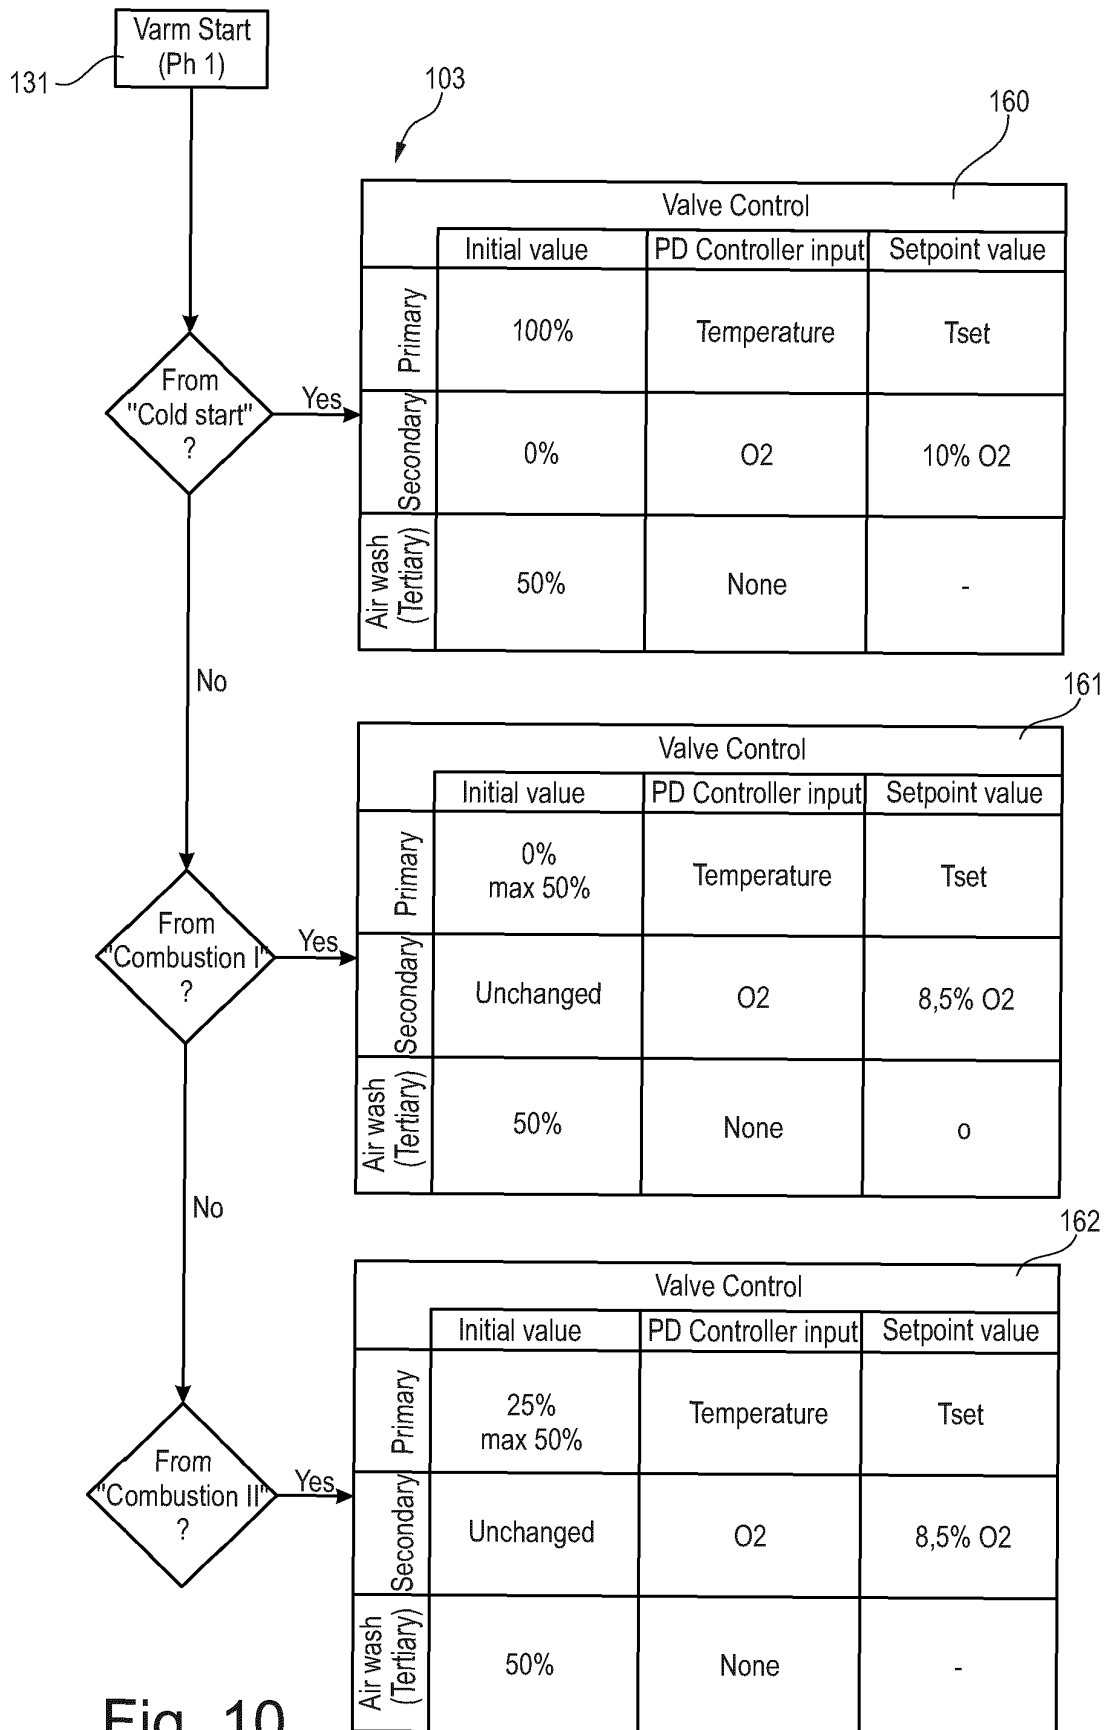 Varm Start
(Ph 1)
131
103
160
Valve Control
Initial value PD Controller input Setpoint value
Primary 100% Temperature Tset
From
"Cold start"
?
Yes
Secondary 0% O2 10% O2
Air wash
(Tertiary)
50% None -
No
161
Valve Control
Initial value PD Controller input Setpoint value
Primary
0%
max 50%
Temperature Tset
From
"Combustion I"
?
Yes
Secondary Unchanged O2 8,5% O2
Air wash
(Tertiary)
50% None o
No
162
Valve Control
Initial value PD Controller input Setpoint value
Primary
25%
max 50%
Temperature Tset
From
"Combustion II"
?
Yes
Secondary Unchanged O2 8,5% O2
Air wash
(Tertiary)
50% None -
Fig. 10